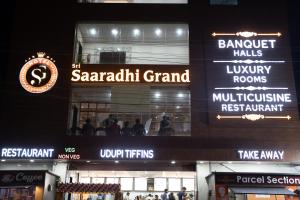 Sri
Saaradhi Grand
SG
BANQUET
HALLS
LUXURY
ROOMS
MULTICUISINE
RESTAURANT
RESTAURANT
VEG
NON VEG
UDUPI TIFFINS
TAKE AWAY
Coffee
Parcel Section